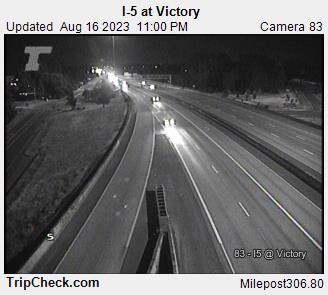 I-5 at Victory
Updated Aug 16 2023 11:00 PM Camera 83
T
S
83 - I5 @ Victory
TripCheck.com Milepost306.80